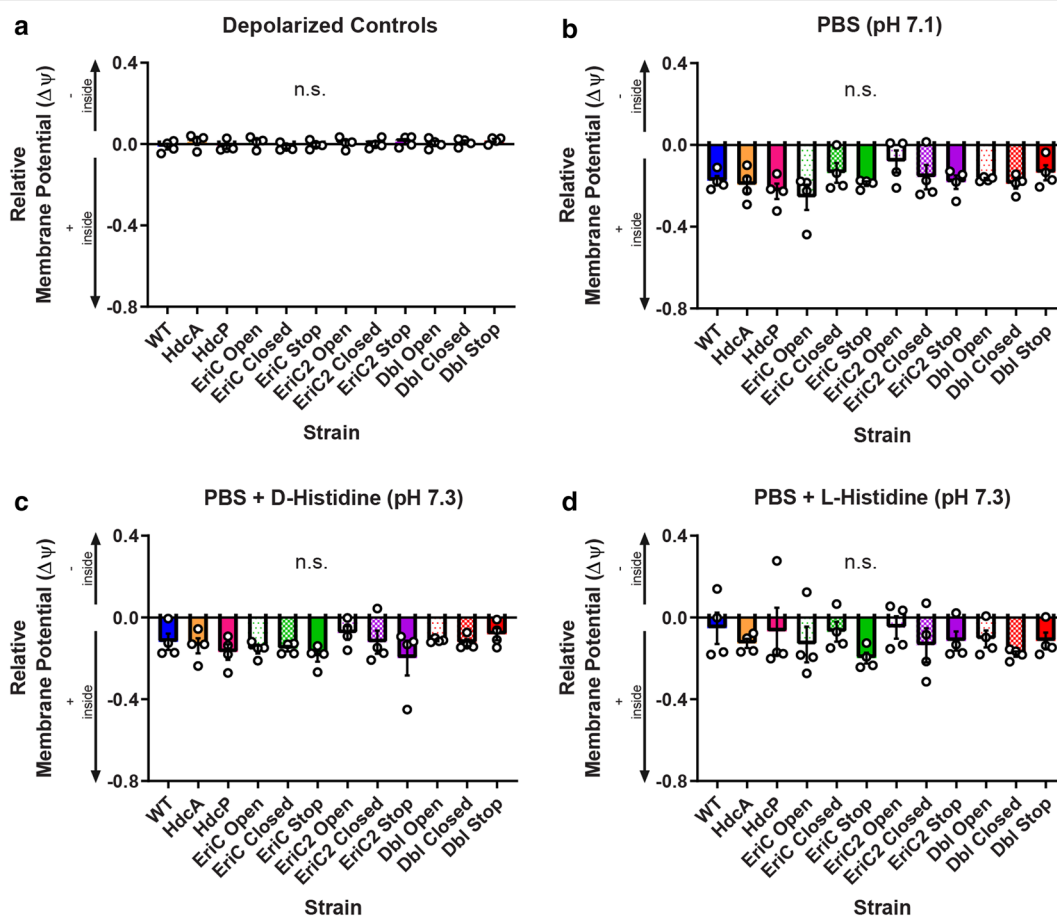 a
Depolarized Controls
0.4
0.0
-0.4
-0.8
Relative
Membrane Potential (Δψ)
-
inside
+
inside
n.s.
WT
HdcA
HdcP
EriC Open
EriC Closed
EriC Stop
EriC2 Open
EriC2 Closed
EriC2 Stop
Dbl Open
Dbl Closed
Dbl Stop
Strain
b
PBS (pH 7.1)
0.4
0.0
-0.4
-0.8
Relative
Membrane Potential (Δψ)
-
inside
+
inside
n.s.
WT
HdcA
HdcP
EriC Open
EriC Closed
EriC Stop
EriC2 Open
EriC2 Closed
EriC2 Stop
Dbl Open
Dbl Closed
Dbl Stop
Strain
c
PBS + D-Histidine (pH 7.3)
0.4
0.0
-0.4
-0.8
Relative
Membrane Potential (Δψ)
-
inside
+
inside
n.s.
WT
HdcA
HdcP
EriC Open
EriC Closed
EriC Stop
EriC2 Open
EriC2 Closed
EriC2 Stop
Dbl Open
Dbl Closed
Dbl Stop
Strain
d
PBS + L-Histidine (pH 7.3)
0.4
0.0
-0.4
-0.8
Relative
Membrane Potential (Δψ)
-
inside
+
inside
n.s.
WT
HdcA
HdcP
EriC Open
EriC Closed
EriC Stop
EriC2 Open
EriC2 Closed
EriC2 Stop
Dbl Open
Dbl Closed
Dbl Stop
Strain